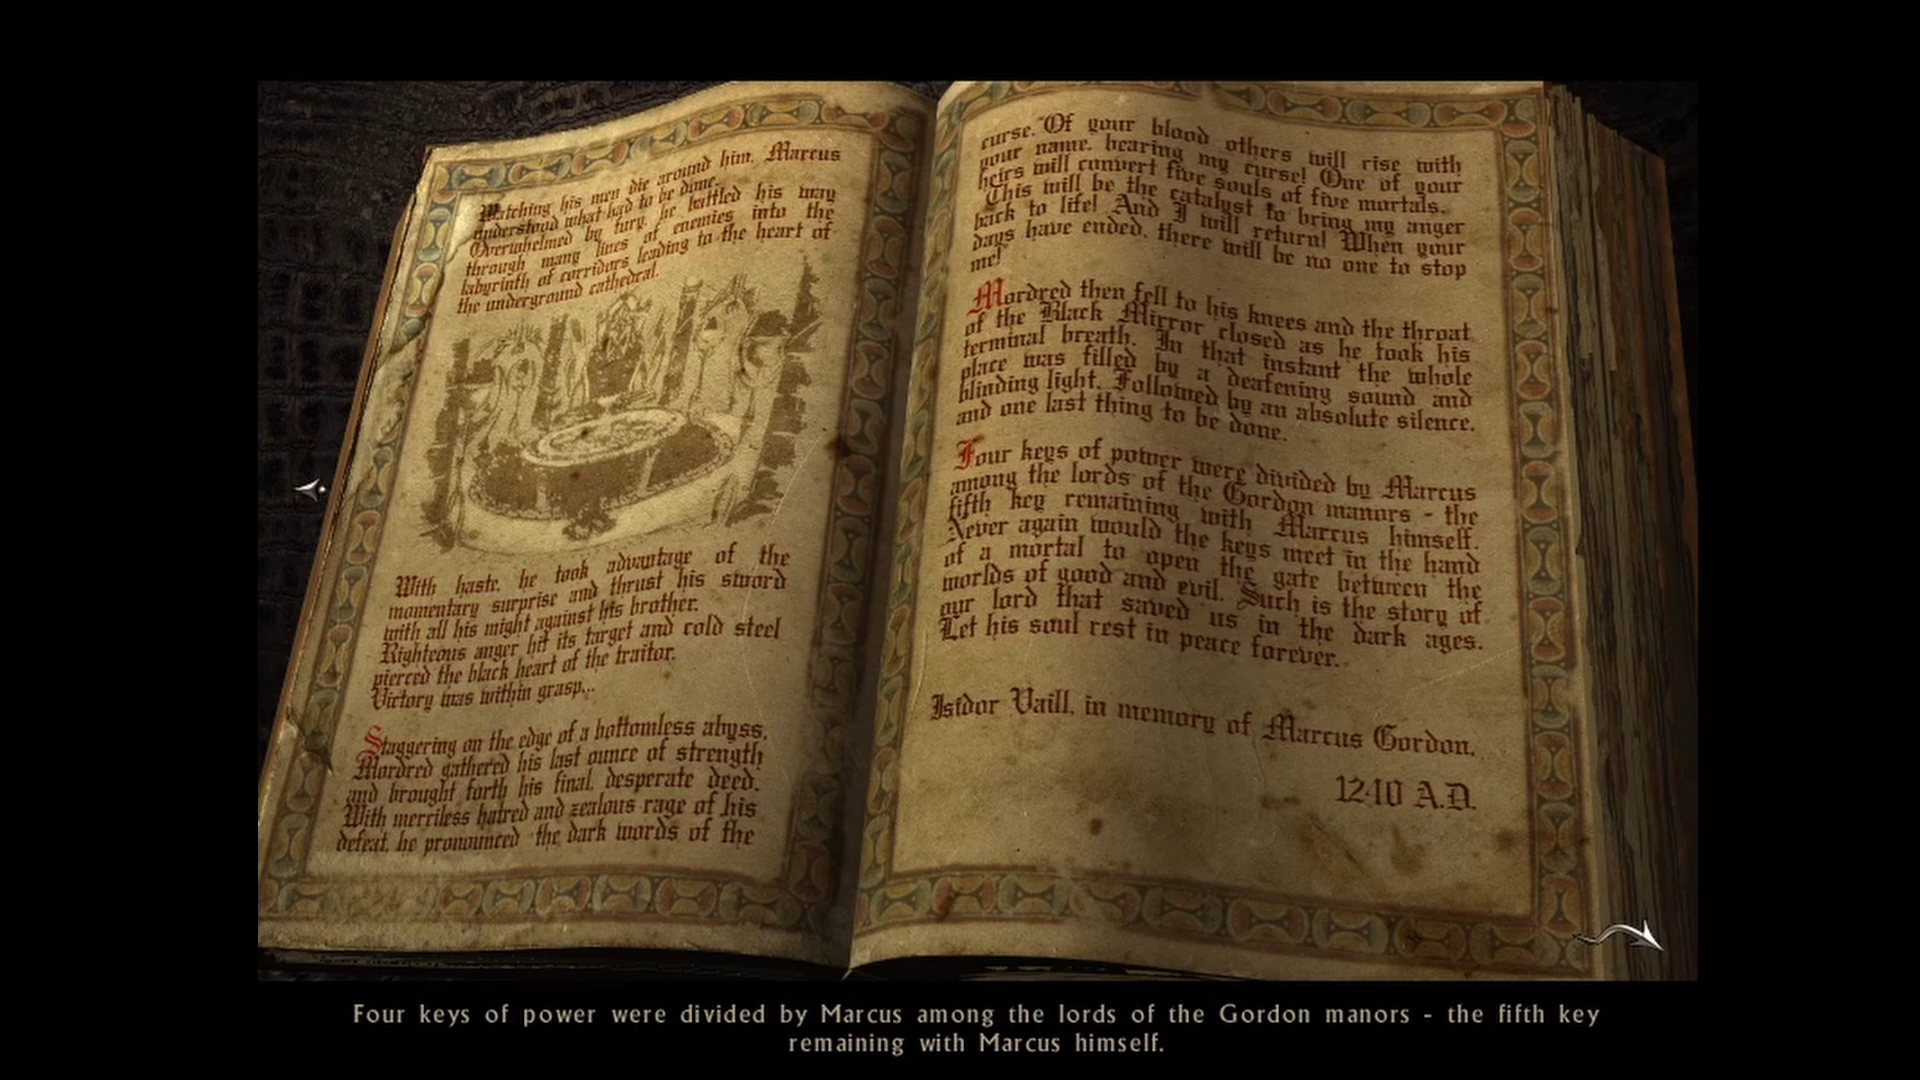 Watching his men die around him, Marcus
understood what had to be done.
Overwhelmed by fury, he battled his way
through many lines of enemies into the
labyrinth of corridors leading to the heart of
the underground cathedral.
With haste, he took advantage of the
momentary surprise and thrust his sword
with all his might against his brother.
Righteous anger hit its target and cold steel
pierced the black heart of the traitor.
Victory was within grasp...
Staggering on the edge of a bottomless abyss,
Mordred gathered his last ounce of strength
and brought forth his final, desperate deed.
With merciless hatred and zealous rage of his
defeat, he pronounced the dark words of the
curse."Of your blood others will rise with
your name, bearing my curse! One of your
heirs will convert five souls of five mortals.
This will be the catalyst to bring my anger
back to life! And I will return! When your
days have ended, there will be no one to stop
me!
Mordred then fell to his knees and the throat
of the Black Mirror closed as he took his
terminal breath. In that instant the whole
place was filled by a deafening sound and
blinding light. Followed by an absolute silence.
and one last thing to be done.
Four keys of power were divided by Marcus
among the lords of the Gordon manors - the
fifth key remaining with Marcus himself.
Never again would the keys meet in the hand
of a mortal to open the gate between the
worlds of good and evil. Such is the story of
our lord that saved us in the dark ages.
Let his soul rest in peace forever.
Isidor Vaill, in memory of Marcus Gordon,
1240 A.D.
Four keys of power were divided by Marcus among the lords of the Gordon manors - the fifth key
remaining with Marcus himself.